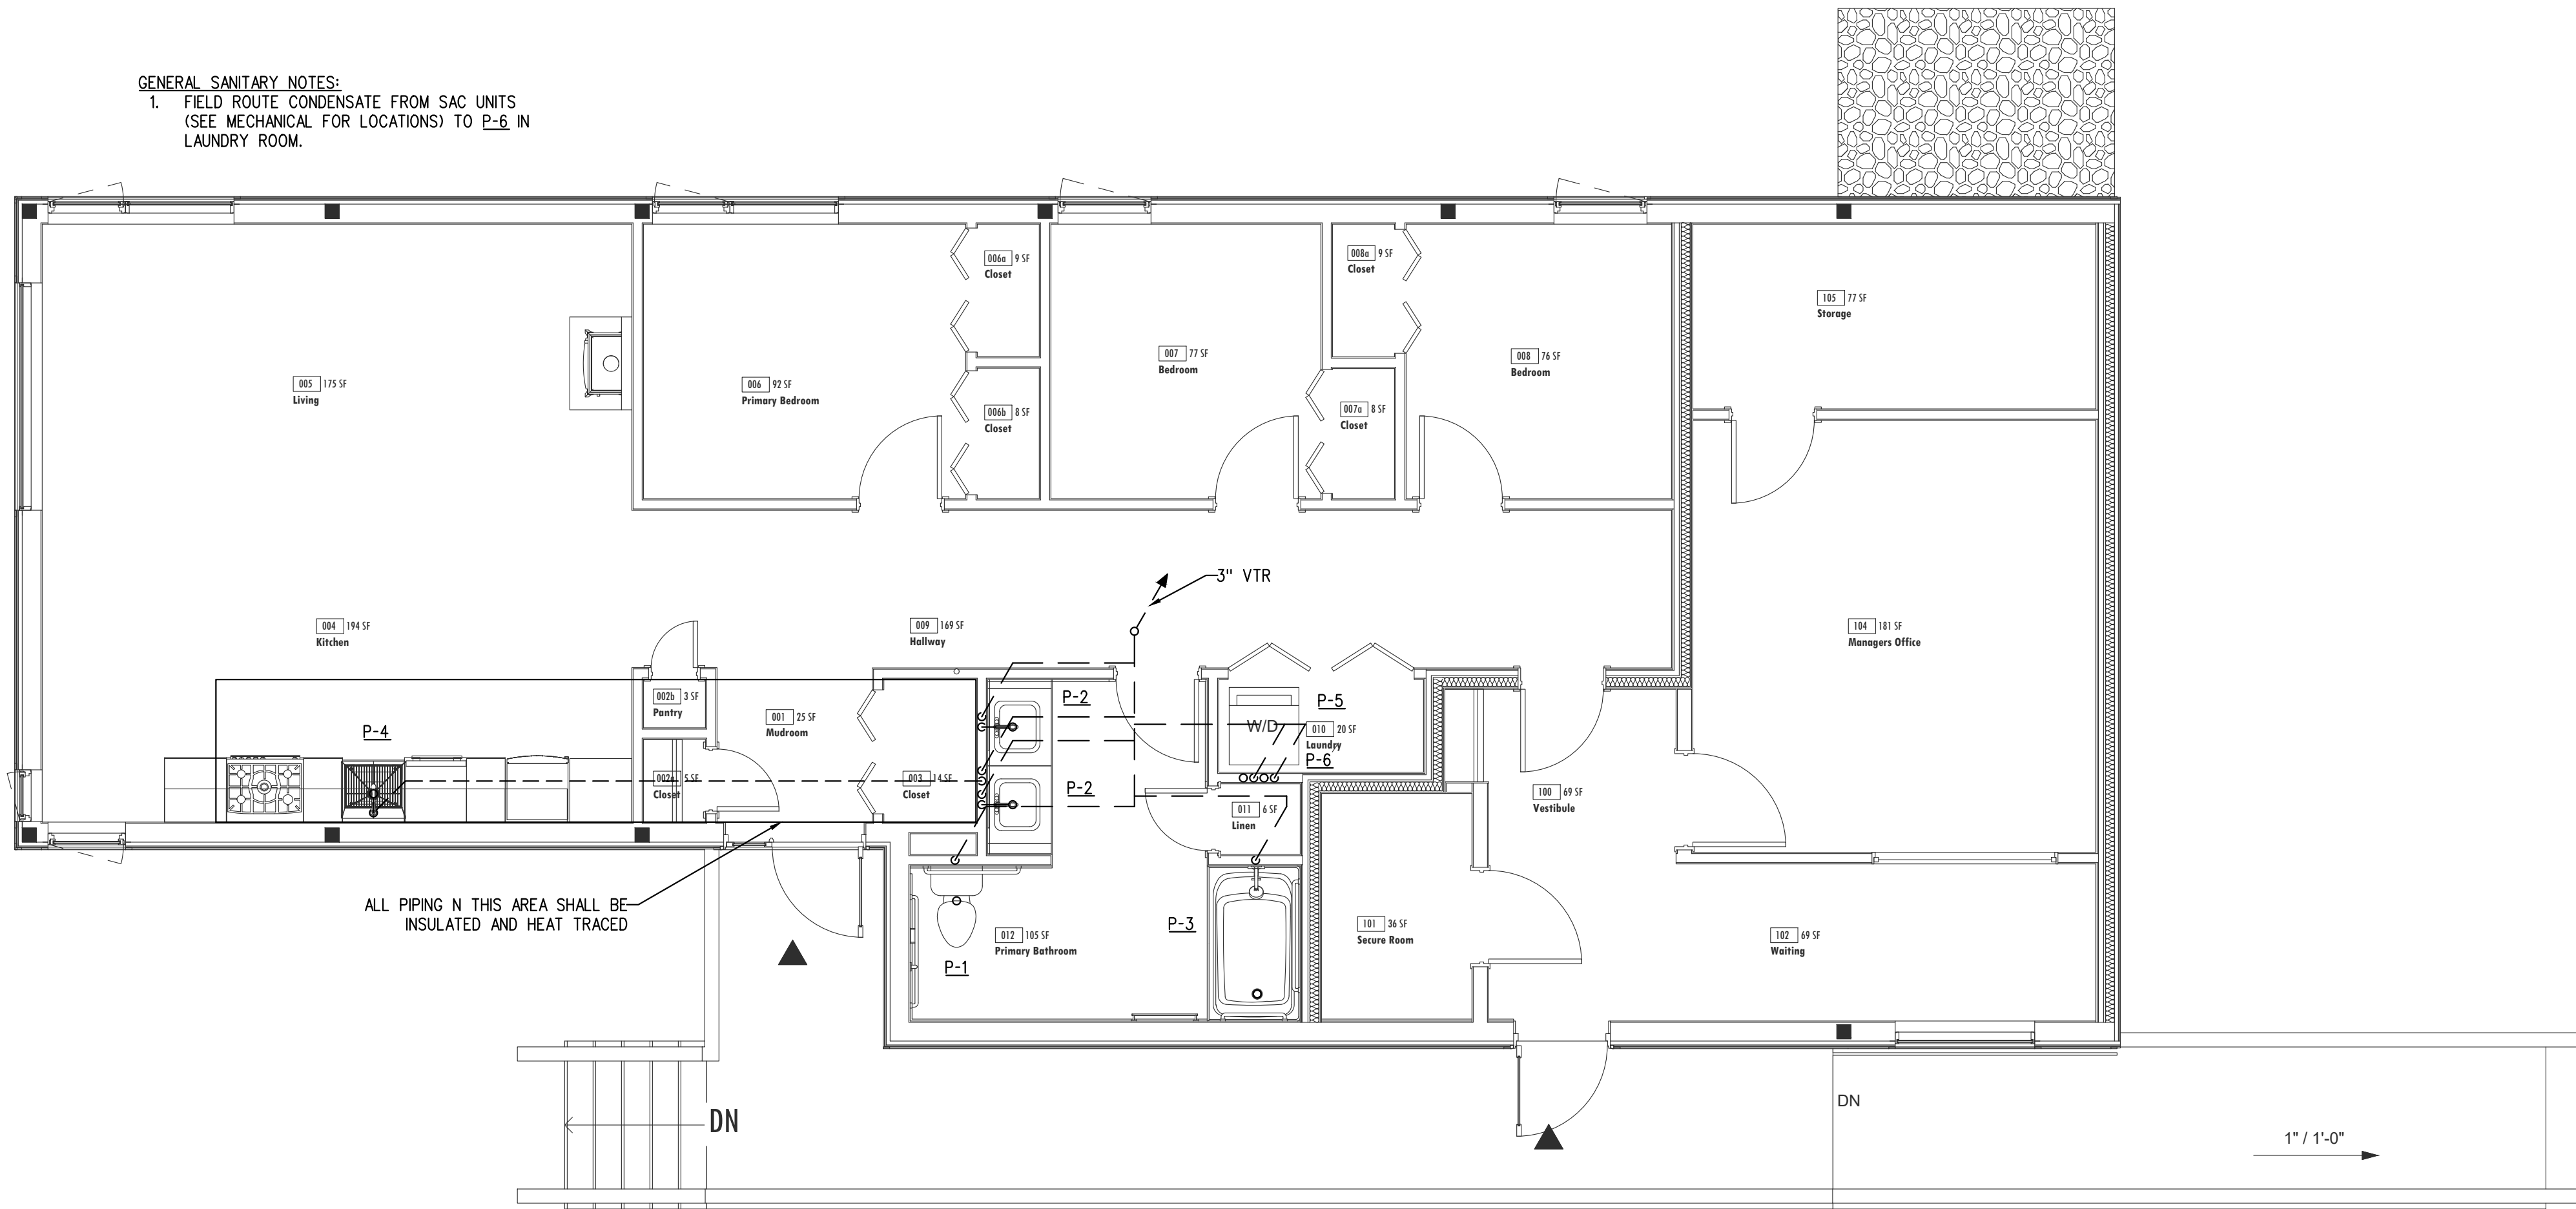 GENERAL SANITARY NOTES:
1. FIELD ROUTE CONDENSATE FROM SAC UNITS
(SEE MECHANICAL FOR LOCATIONS) TO P-6 IN
LAUNDRY ROOM.
006a 9 SF
Closet
008a 9 SF
Closet
105 77 SF
Storage
005 175 SF
Living
006 92 SF
Primary Bedroom
006b 8 SF
Closet
007 77 SF
Bedroom
007a 8 SF
Closet
008 76 SF
Bedroom
3" VTR
004 194 SF
Kitchen
009 169 SF
Hallway
104 181 SF
Managers Office
002b 3 SF
Pantry
001 25 SF
Mudroom
P-2
P-5
W/D
010 20 SF
Laundry
P-6
P-4
002a 5 SF
Closet
003 14 SF
Closet
P-2
011 6 SF
Linen
100 69 SF
Vestibule
ALL PIPING N THIS AREA SHALL BE
INSULATED AND HEAT TRACED
P-1
012 105 SF
Primary Bathroom
P-3
101 36 SF
Secure Room
102 69 SF
Waiting
DN
DN
1" / 1'-0"